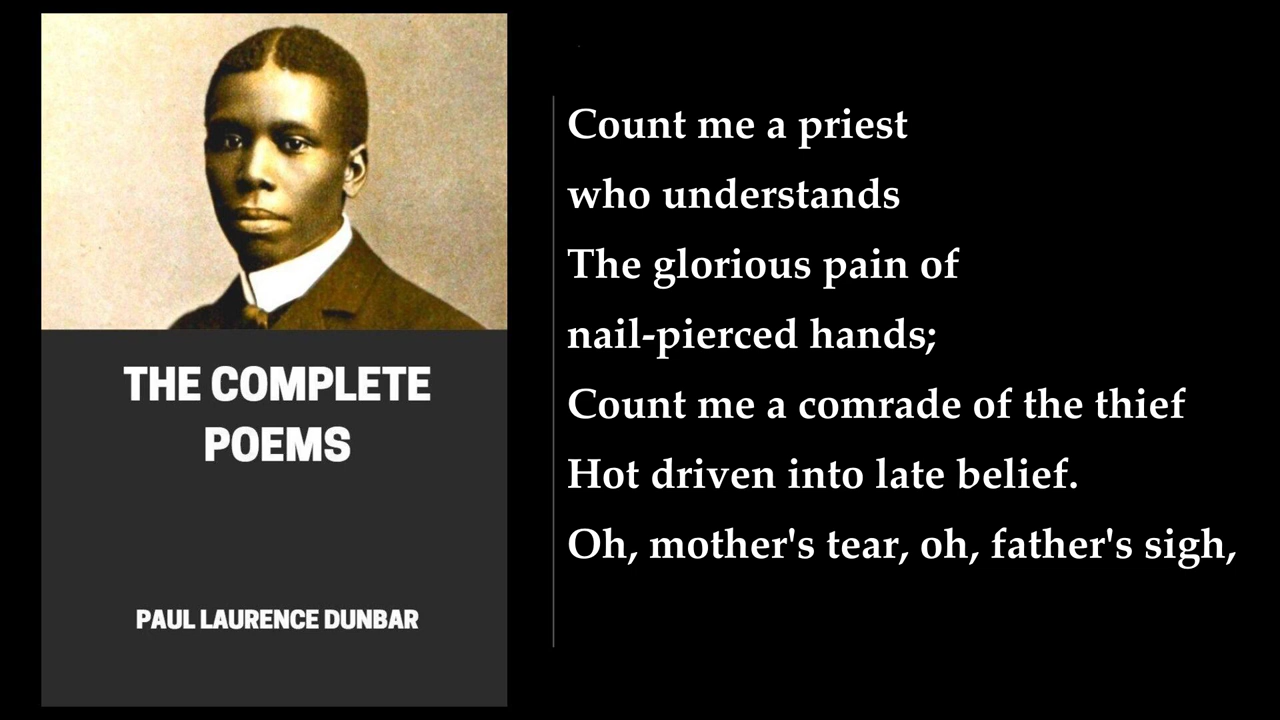 THE COMPLETE
POEMS
PAUL LAURENCE DUNBAR
Count me a priest
who understands
The glorious pain of
nail-pierced hands;
Count me a comrade of the thief
Hot driven into late belief.
Oh, mother's tear, oh, father's sigh,